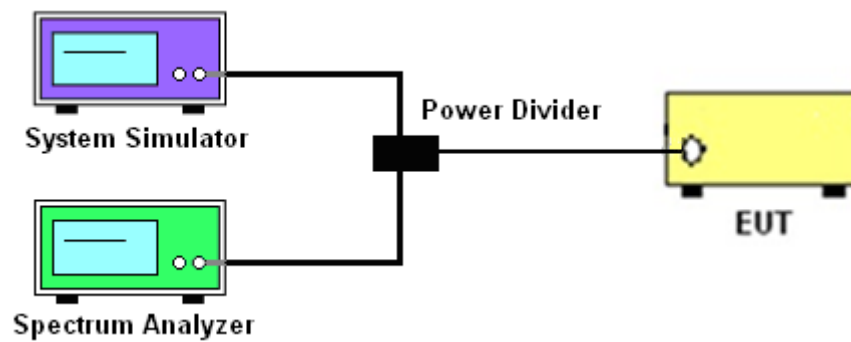 System Simulator
Power Divider
EUT
Spectrum Analyzer